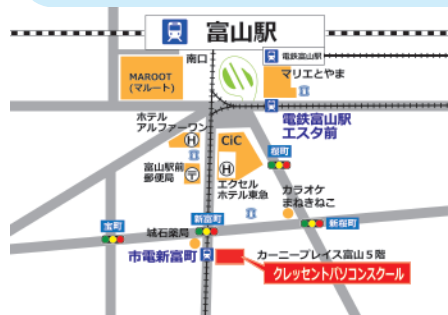 富山駅
南口
電鉄富山駅
MAROOT
(マルート)
マリエとやま
電鉄富山駅
エスタ前
ホテル
アルファーワン
H
CiC
桜町
富山駅前
郵便局
〒
H
エクセル
ホテル東急
カラオケ
まねきねこ
宝町
城石薬局
新富町
新桜町
市電新富町
カーニープレイス富山5階
クレッセントパソコンスクール